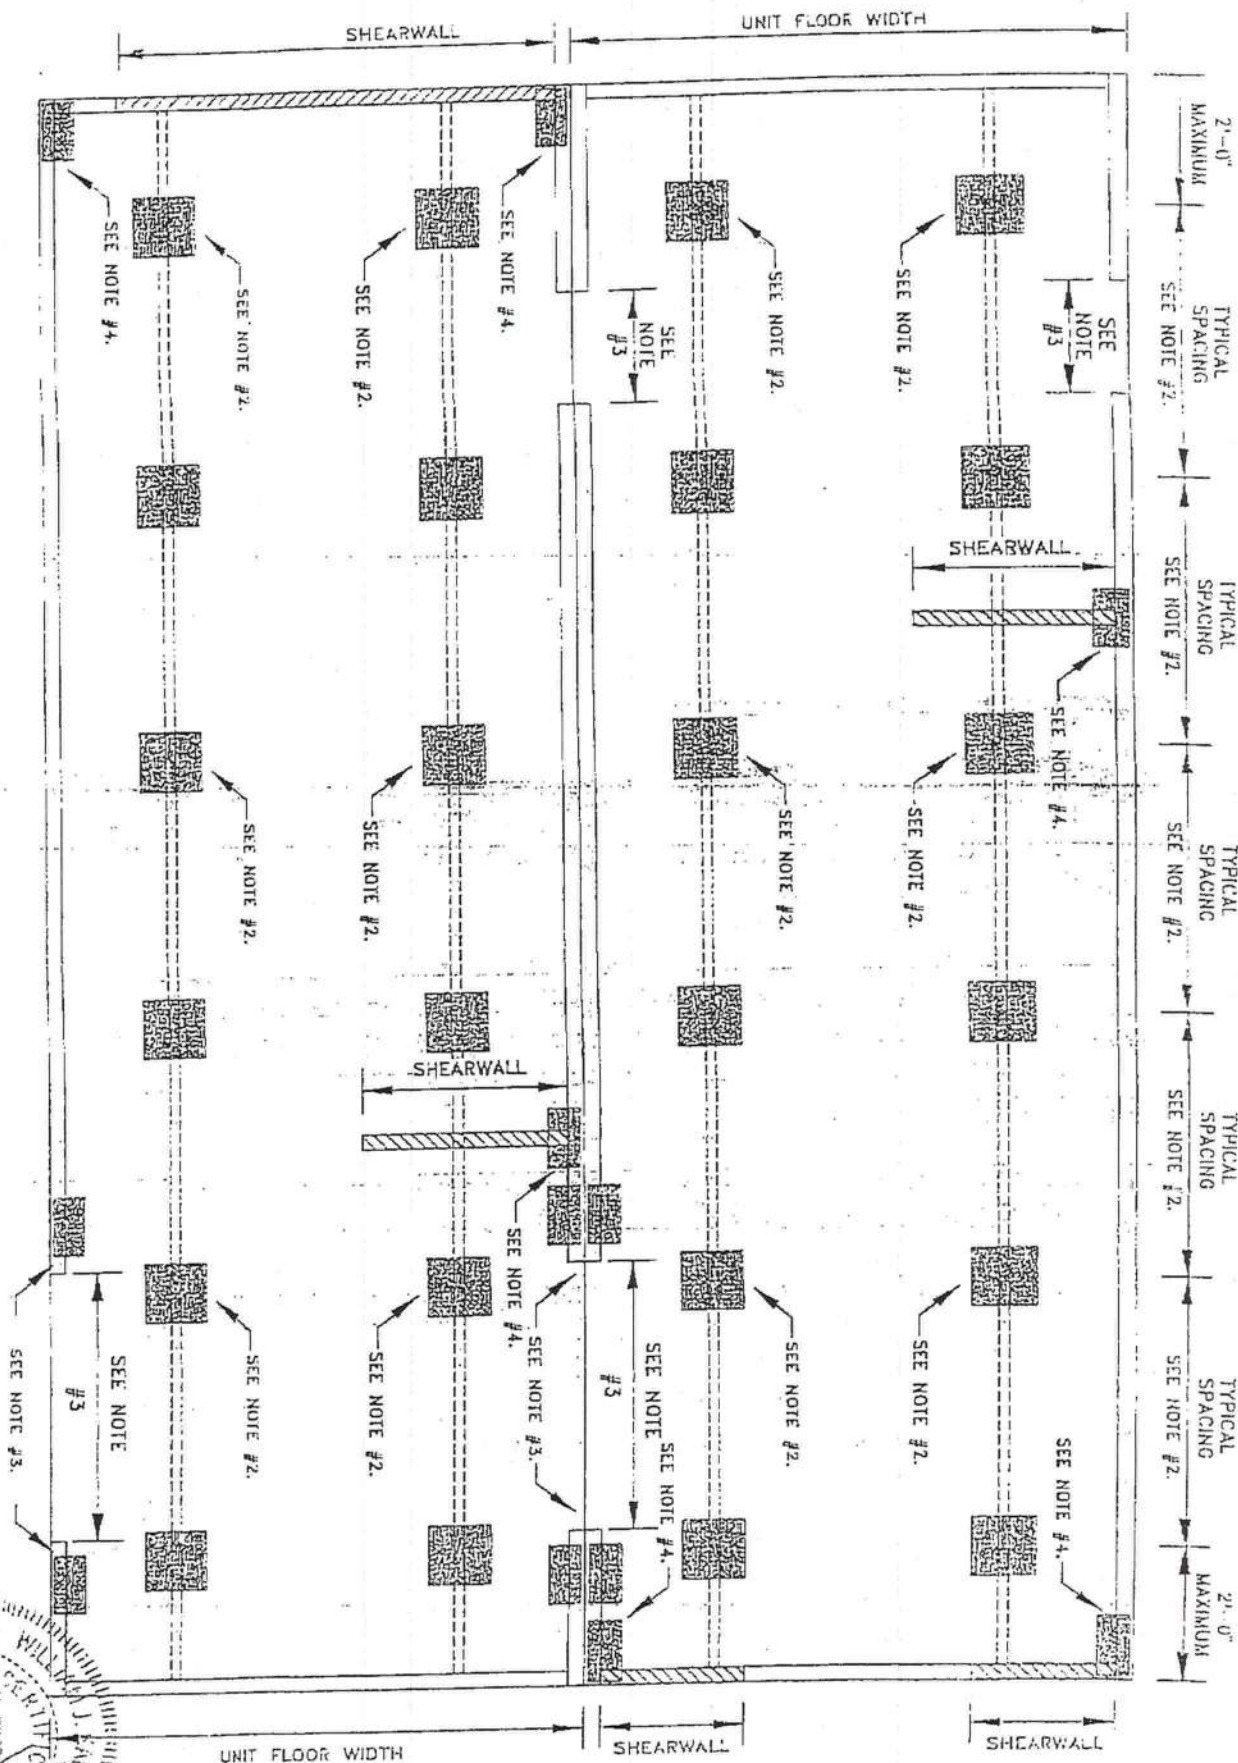 SHEARWALL
UNIT FLOOR WIDTH
2'-0"
MAXIMUM
TYPICAL
SPACING
SEE NOTE #2.
TYPICAL
SPACING
SEE NOTE #2.
TYPICAL
SPACING
SEE NOTE #2.
TYPICAL
SPACING
SEE NOTE #2.
TYPICAL
SPACING
SEE NOTE #2.
2'-0"
MAXIMUM
SEE NOTE #4.
SEE NOTE #2.
SEE NOTE #2.
SEE NOTE #4.
SEE
NOTE
#3
SEE NOTE #2.
SEE NOTE #2.
SEE
NOTE
#3
SHEARWALL
SEE NOTE #4.
SEE NOTE #2.
SEE NOTE #2.
SEE NOTE #2.
SEE NOTE #2.
SHEARWALL
SEE NOTE #4.
SEE NOTE #3.
SEE NOTE
#3
SEE NOTE #3.
SEE NOTE
#3
SEE NOTE #2.
SEE NOTE #2.
SEE NOTE #4.
SEE NOTE #2.
SEE NOTE #2.
SEE NOTE #4.
UNIT FLOOR WIDTH
SHEARWALL
SHEARWALL